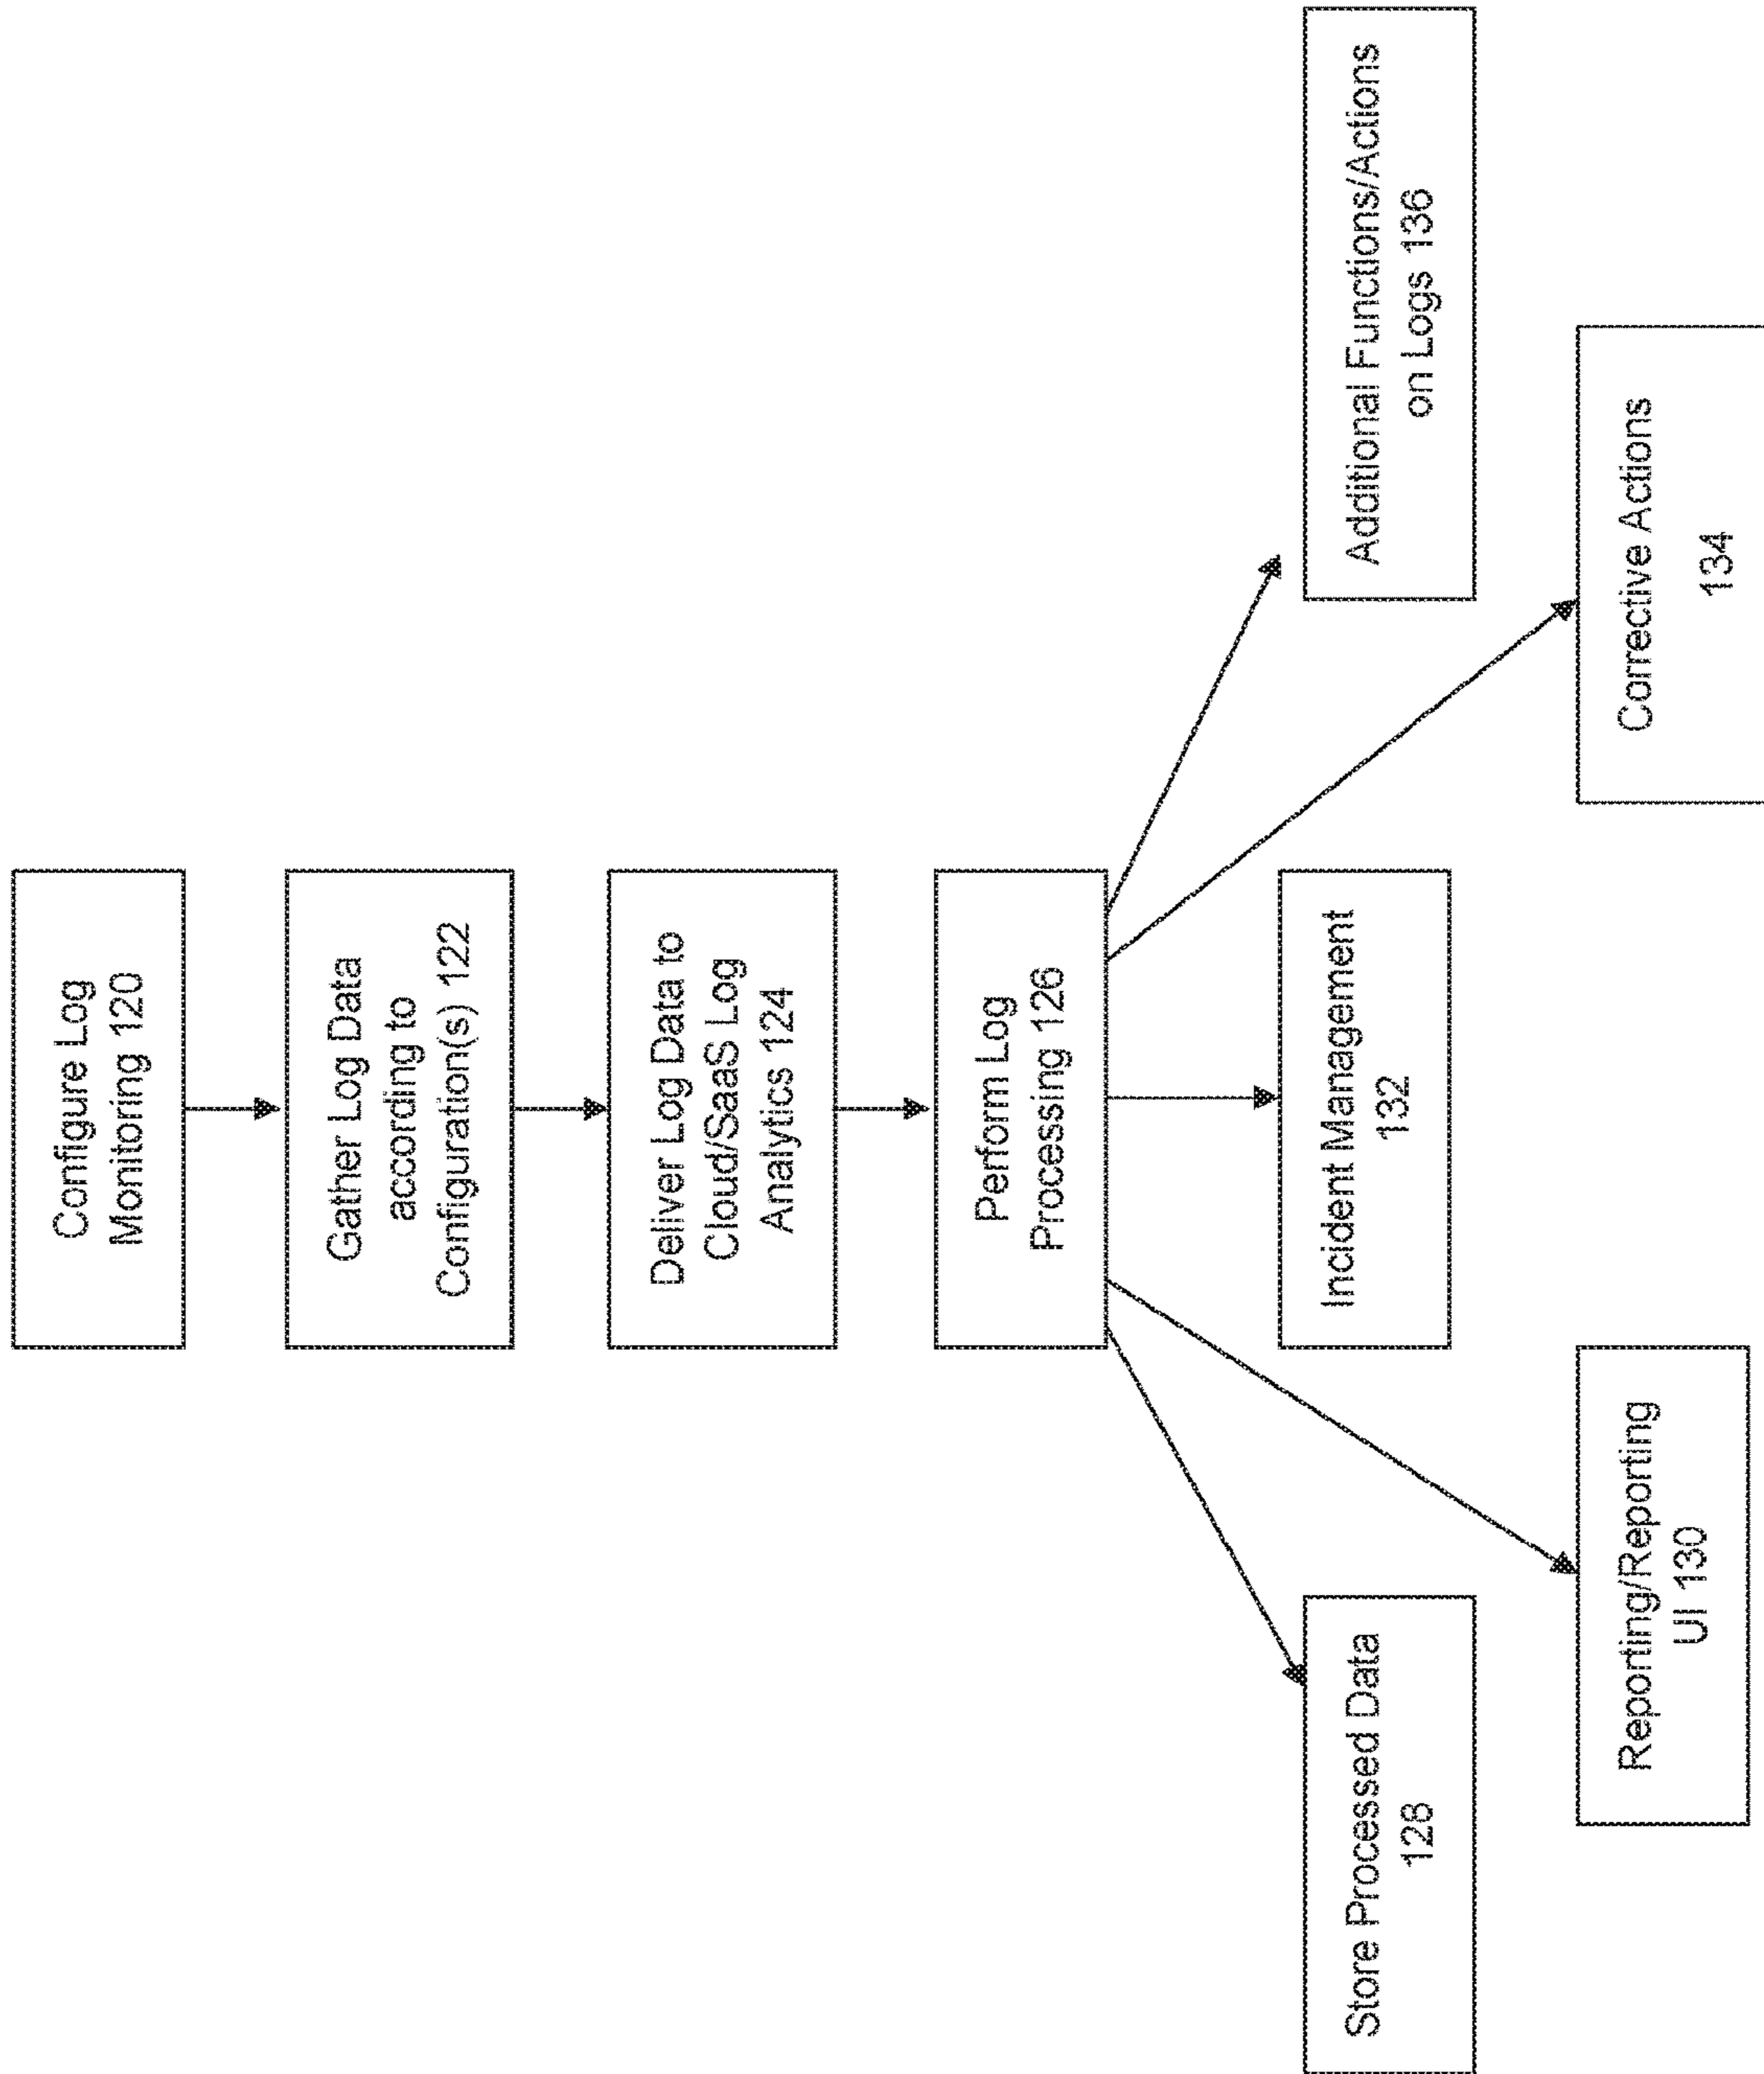 Configure Log
Monitoring 120
Gather Log Data
according to
Configuration(s) 122
Deliver Log Data to
Cloud/SaaS Log
Analytics 124
Perform Log
Processing 126
Store Processed Data
128
Reporting/Reporting
UI 130
Incident Management
132
Corrective Actions
134
Additional Functions/Actions
on Logs 136